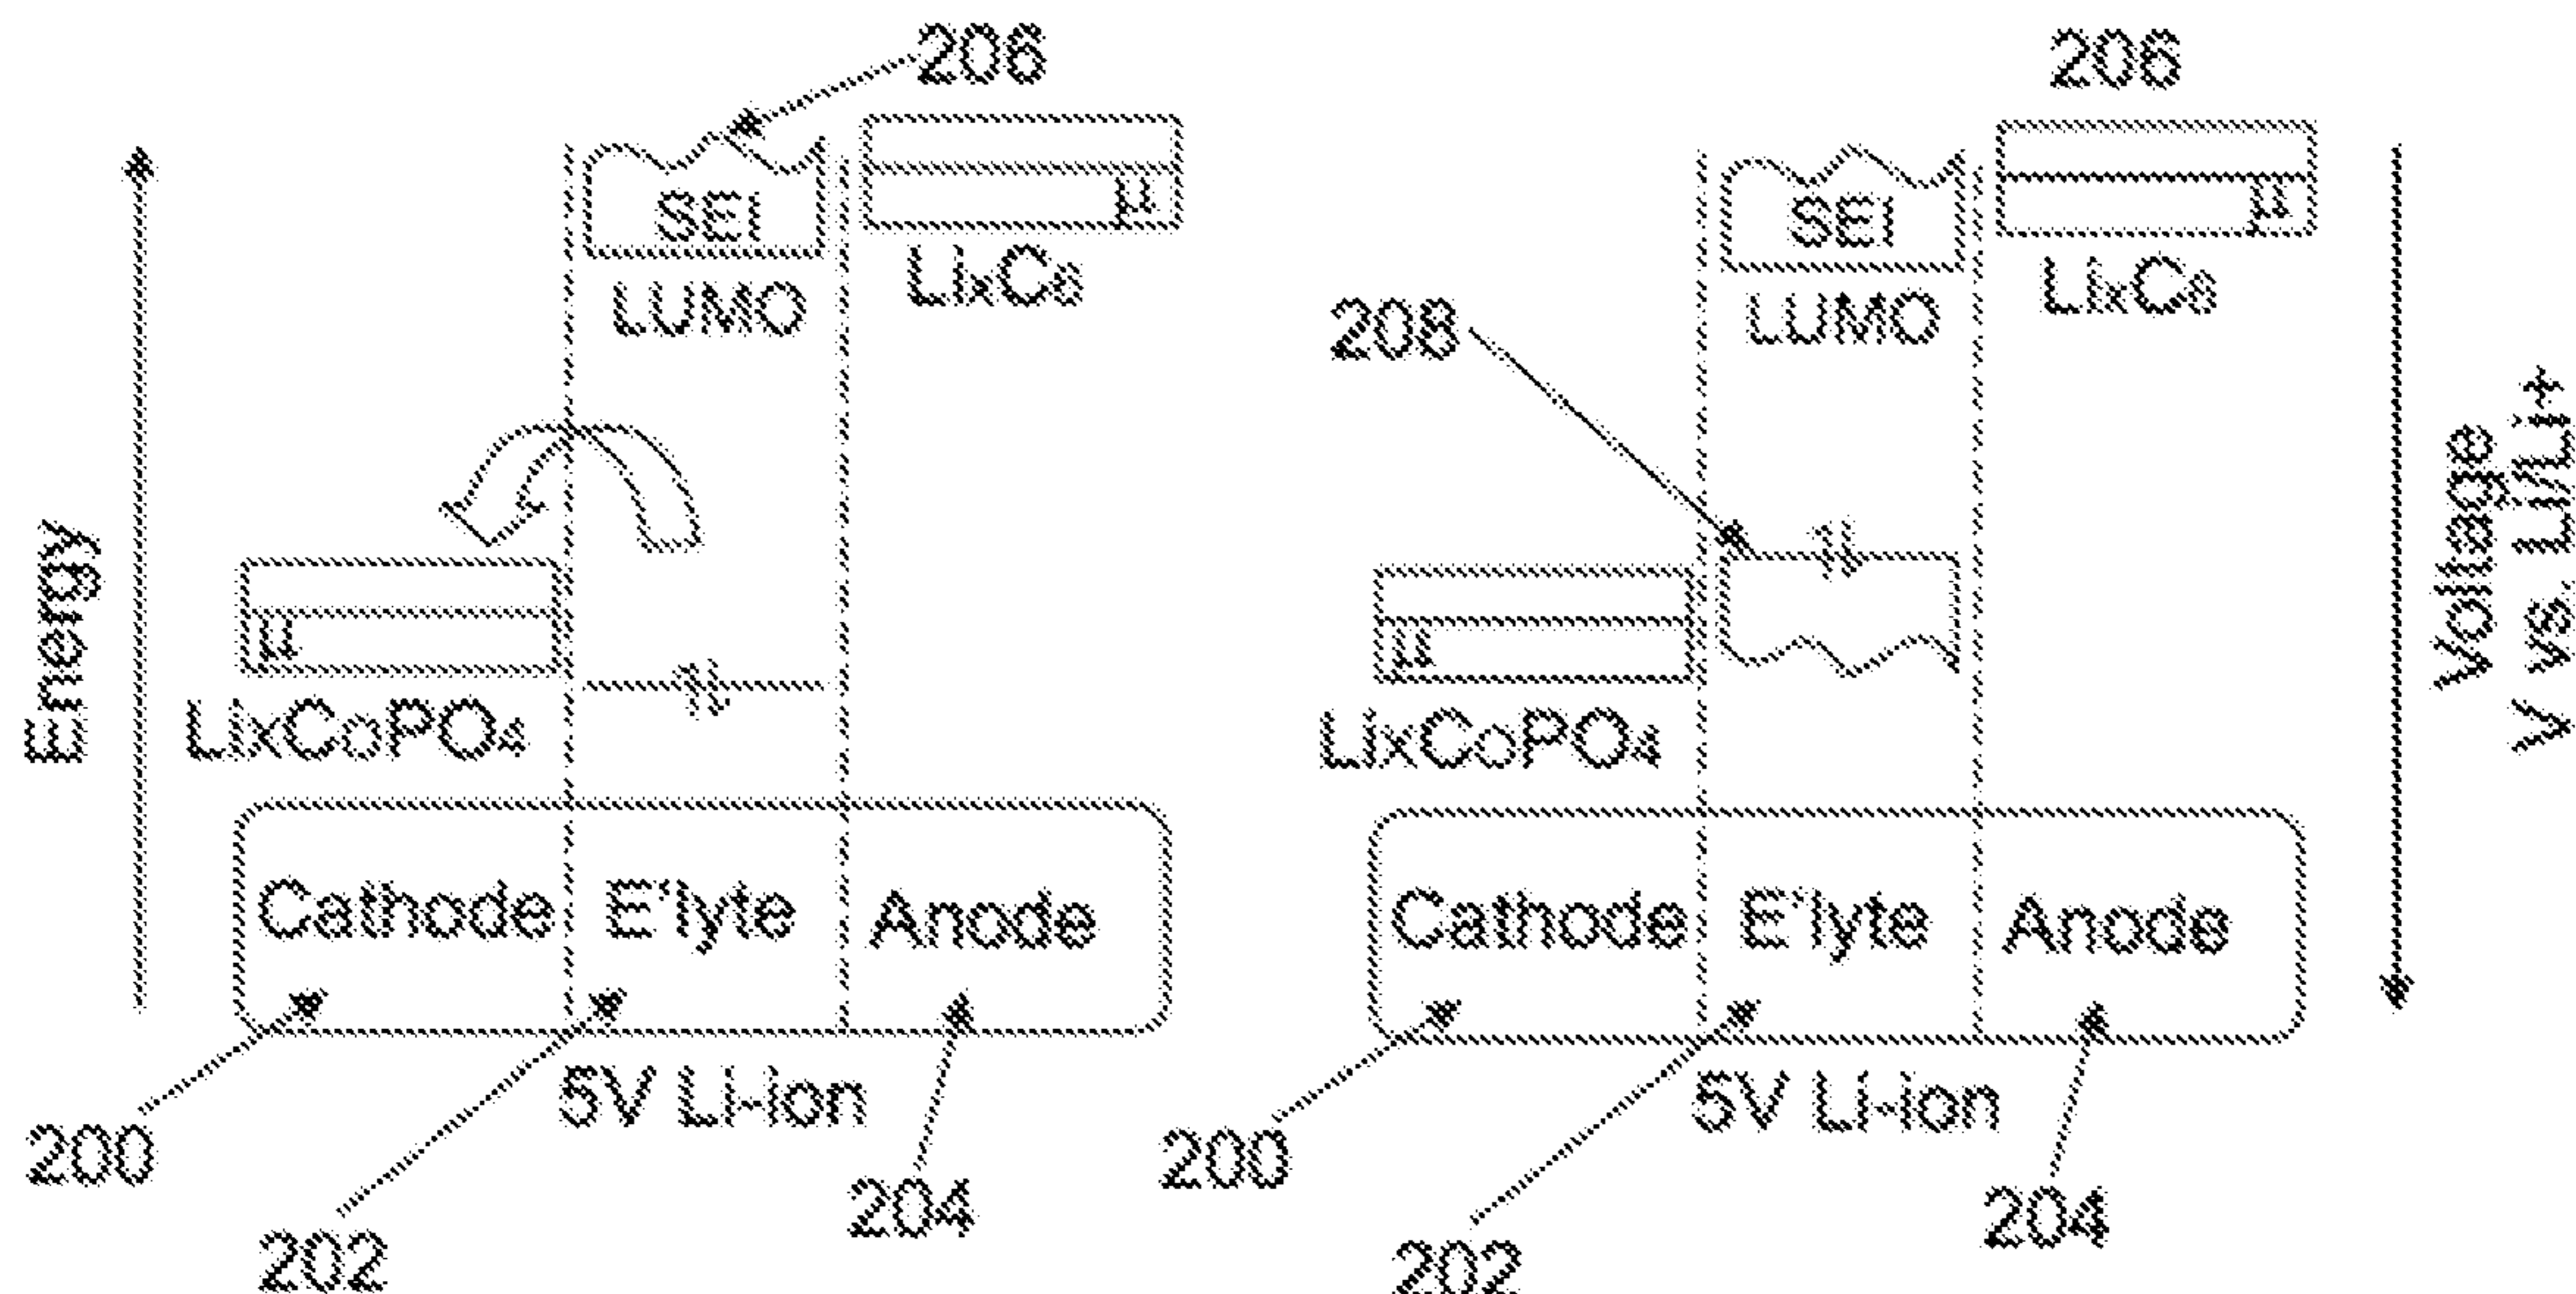 206
SEI
µ
LixC6
LUMO
Energy
µ
LixCoPO4
Cathode
E'lyte
Anode
5V Li-ion
200
202
204
206
SEI
µ
LixC6
LUMO
208
µ
LixCoPO4
Cathode
E'lyte
Anode
5V Li-ion
200
202
204
Voltage
V vs. Li/Li+